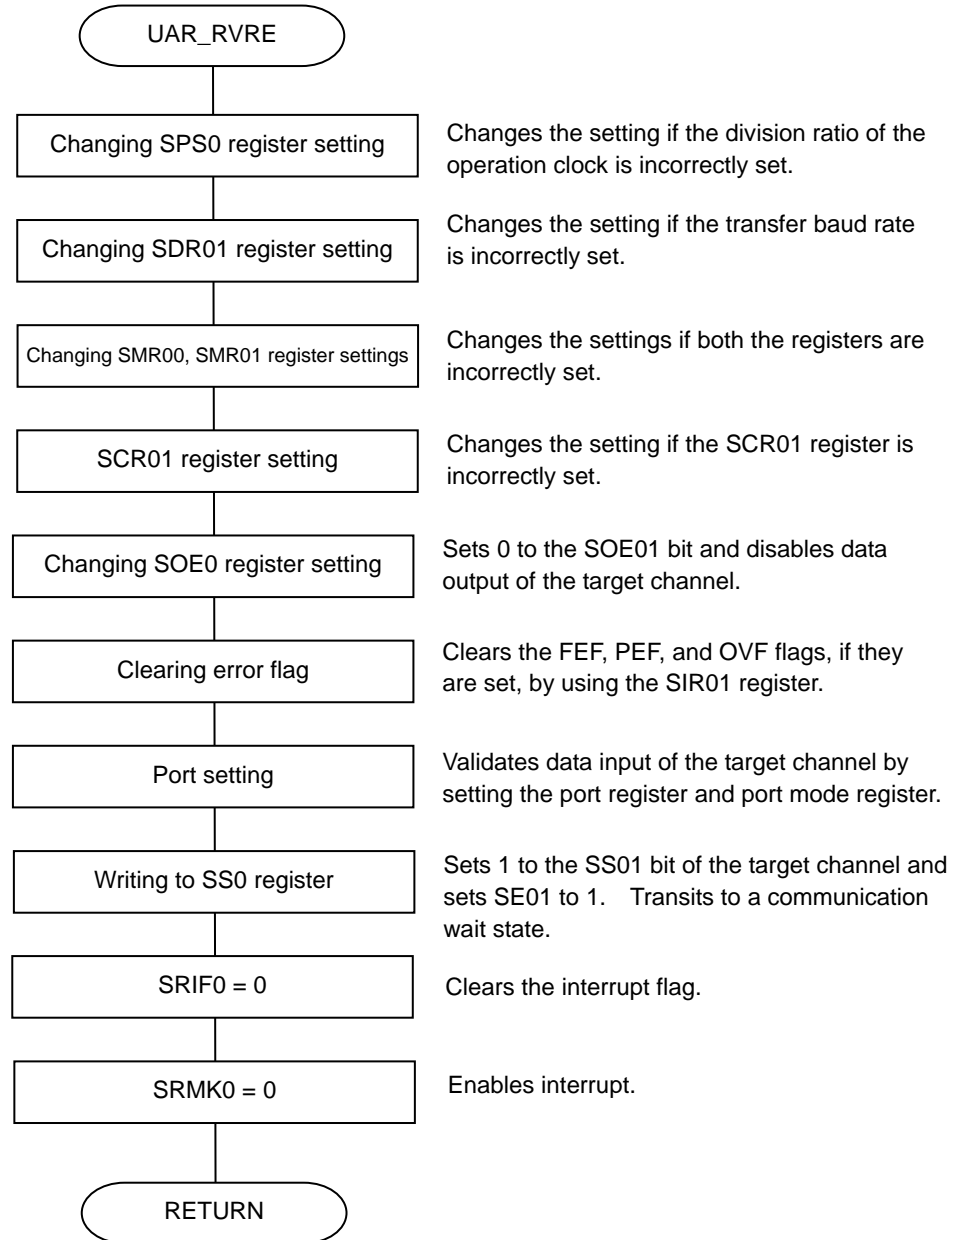 UAR_RVRE
Changing SPS0 register setting
Changes the setting if the division ratio of the
operation clock is incorrectly set.
Changing SDR01 register setting
Changes the setting if the transfer baud rate
is incorrectly set.
Changing SMR00, SMR01 register settings
Changes the settings if both the registers are
incorrectly set.
SCR01 register setting
Changes the setting if the SCR01 register is
incorrectly set.
Changing SOE0 register setting
Sets 0 to the SOE01 bit and disables data
output of the target channel.
Clearing error flag
Clears the FEF, PEF, and OVF flags, if they
are set, by using the SIR01 register.
Port setting
Validates data input of the target channel by
setting the port register and port mode register.
Writing to SS0 register
Sets 1 to the SS01 bit of the target channel and
sets SE01 to 1. Transits to a communication
wait state.
SRIF0 = 0
Clears the interrupt flag.
SRMK0 = 0
Enables interrupt.
RETURN